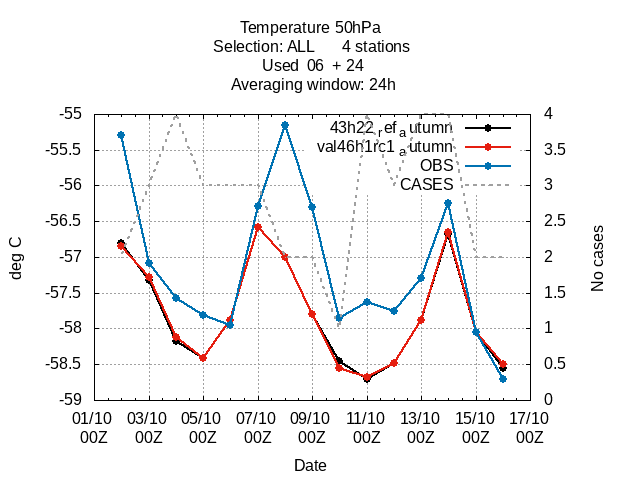 Temperature 50hPa
Selection: ALL 4 stations
Used 06 + 24
Averaging window: 24h
43h22_ref_autumn
val46h1rc1_autumn
OBS
CASES
deg C
-55
-55.5
-56
-56.5
-57
-57.5
-58
-58.5
-59
No cases
4
3.5
3
2.5
2
1.5
1
0.5
0
01/10 03/10 05/10 07/10 09/10 11/10 13/10 15/10 17/10
00Z 00Z 00Z 00Z 00Z 00Z 00Z 00Z 00Z
Date